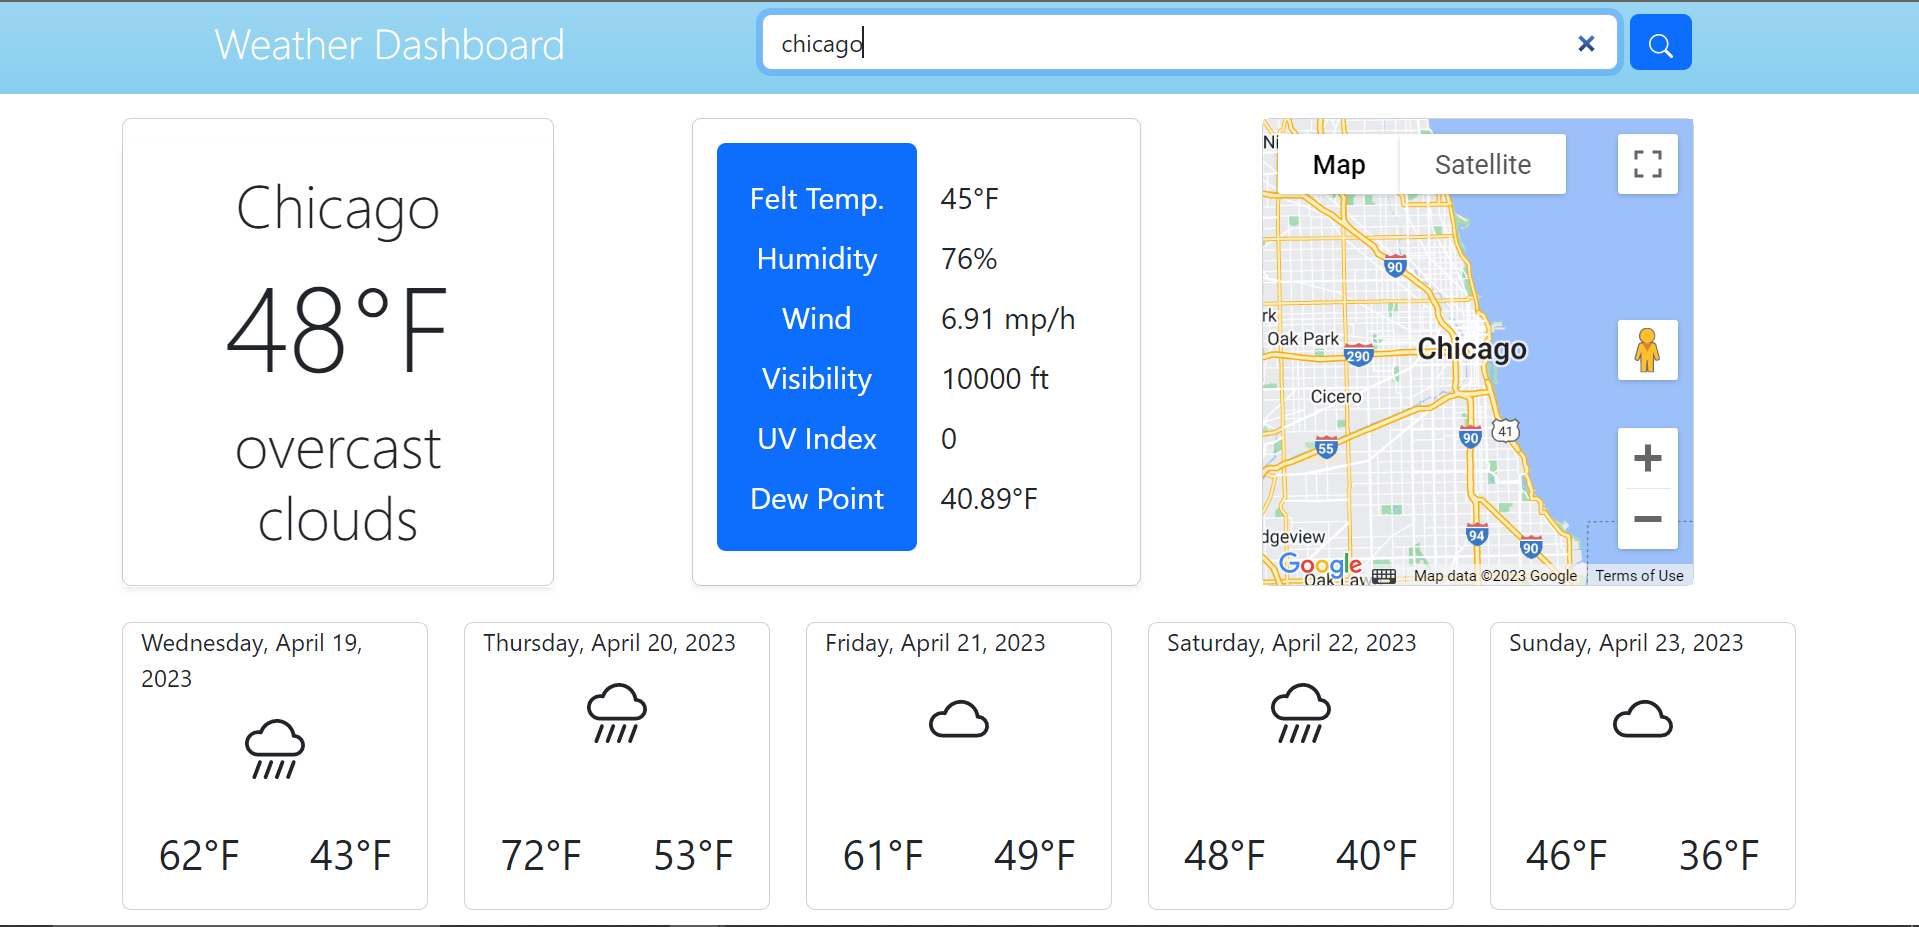 Weather Dashboard
chicago
Chicago
48°F
overcast
clouds
Felt Temp. 45°F
Humidity 76%
Wind 6.91 mp/h
Visibility 10000 ft
UV Index 0
Dew Point 40.89°F
Ni
Map Satellite
90
rk
Oak Park
290
Chicago
Cicero
55
90
41
dgeview
94
90
Google
Oak Law
Map data ©2023 Google Terms of Use
Wednesday, April 19,
2023
62°F 43°F
Thursday, April 20, 2023
72°F 53°F
Friday, April 21, 2023
61°F 49°F
Saturday, April 22, 2023
48°F 40°F
Sunday, April 23, 2023
46°F 36°F